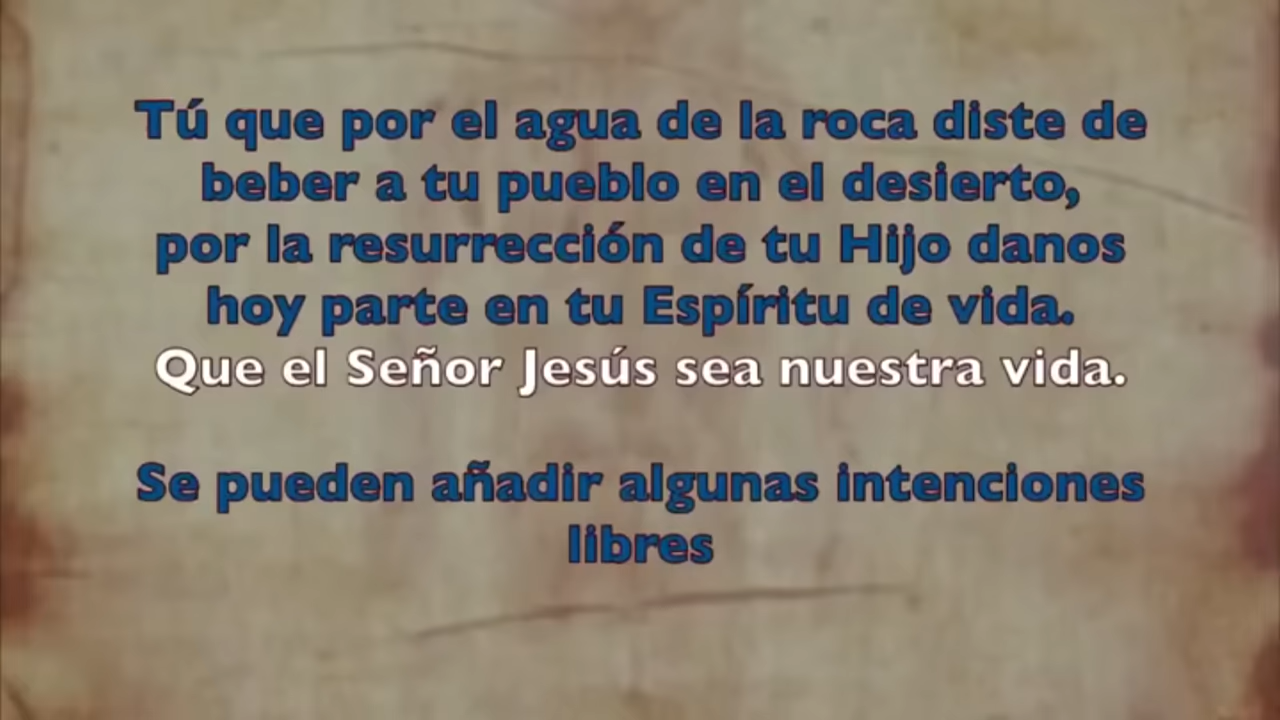 Tú que por el agua de la roca diste de
beber a tu pueblo en el desierto,
por la resurrección de tu Hijo danos
hoy parte en tu Espíritu de vida.
Que el Señor Jesús sea nuestra vida.
Se pueden añadir algunas intenciones
libres